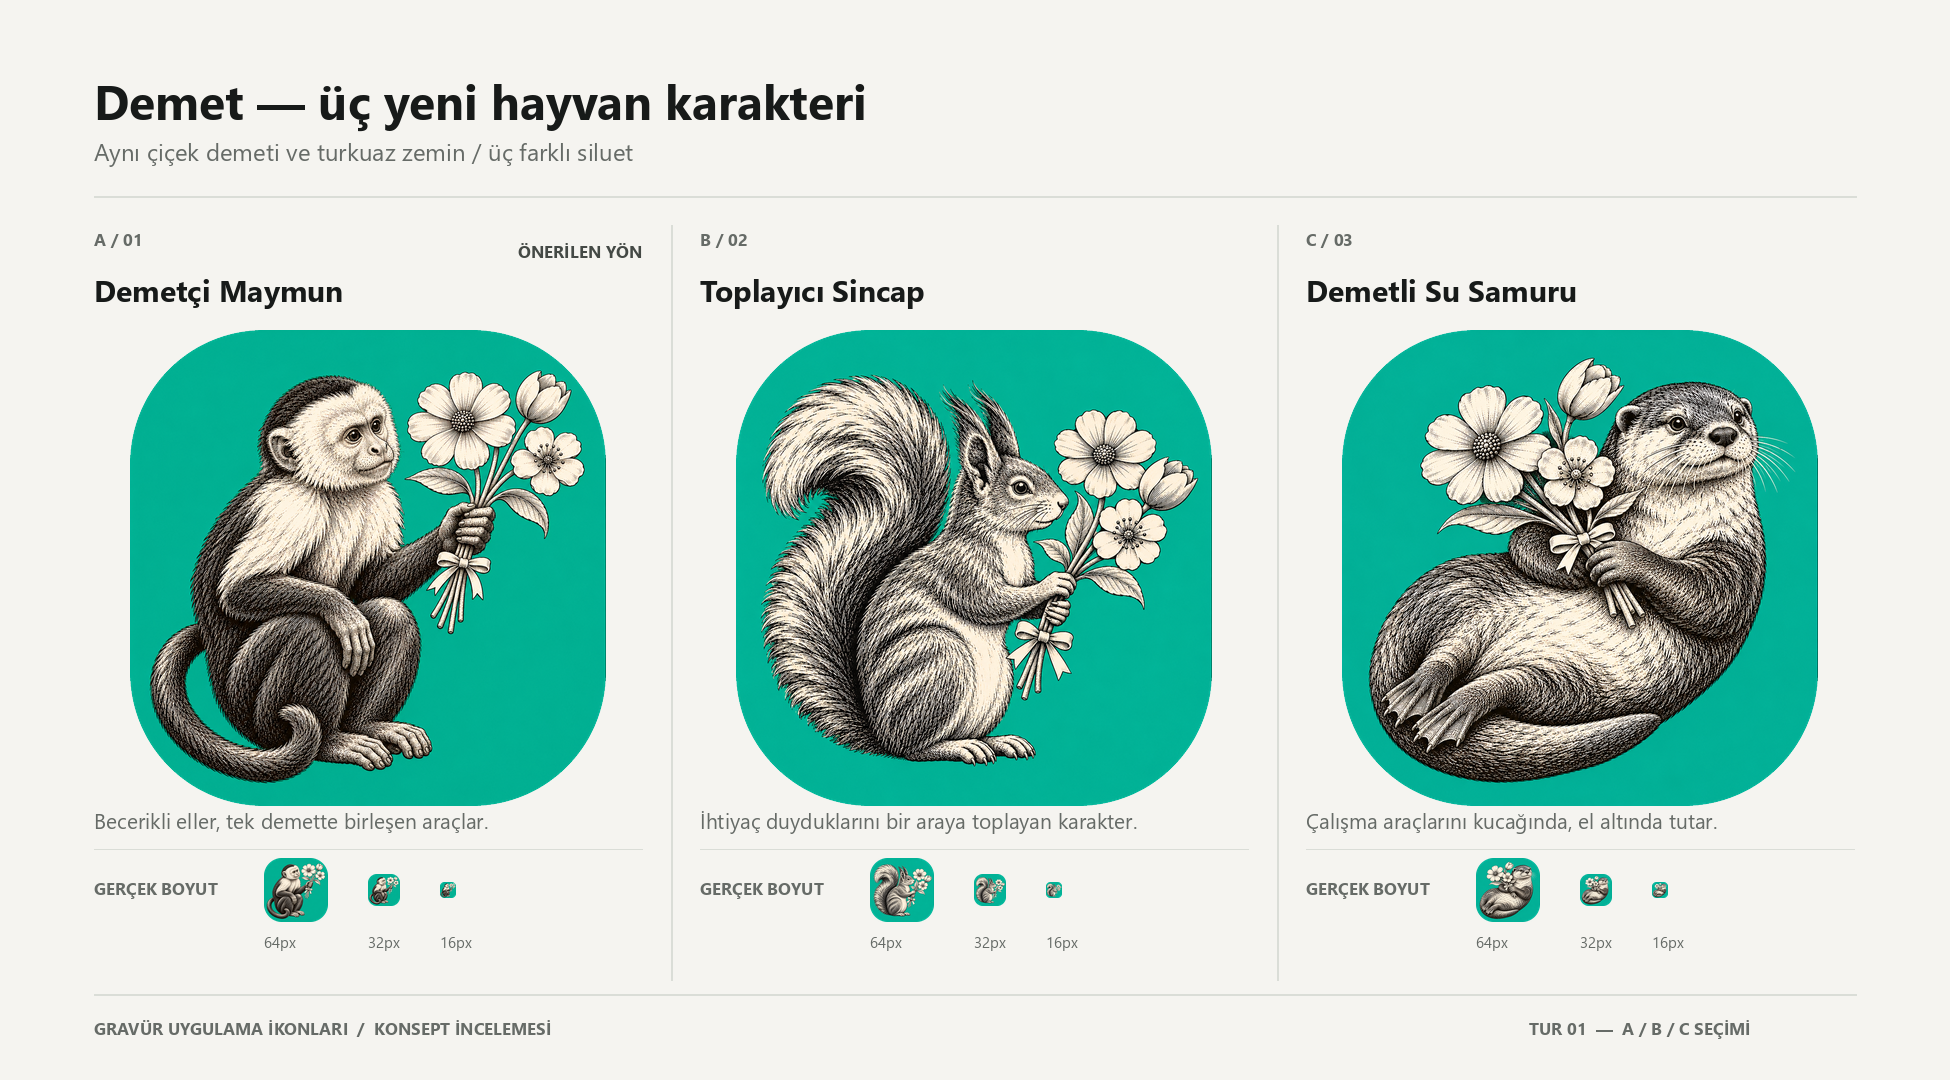 Demet — üç yeni hayvan karakteri
Aynı çiçek demeti ve turkuaz zemin / üç farklı siluet
A / 01
ÖNERİLEN YÖN
Demetçi Maymun
Becerikli eller, tek demette birleşen araçlar.
GERÇEK BOYUT
64px
32px
16px
B / 02
Toplayıcı Sincap
İhtiyaç duyduklarını bir araya toplayan karakter.
GERÇEK BOYUT
64px
32px
16px
C / 03
Demetli Su Samuru
Çalışma araçlarını kucağında, el altında tutar.
GERÇEK BOYUT
64px
32px
16px
GRAVÜR UYGULAMA İKONLARI / KONSEPT İNCELEMESİ
TUR 01 — A / B / C SEÇİMİ